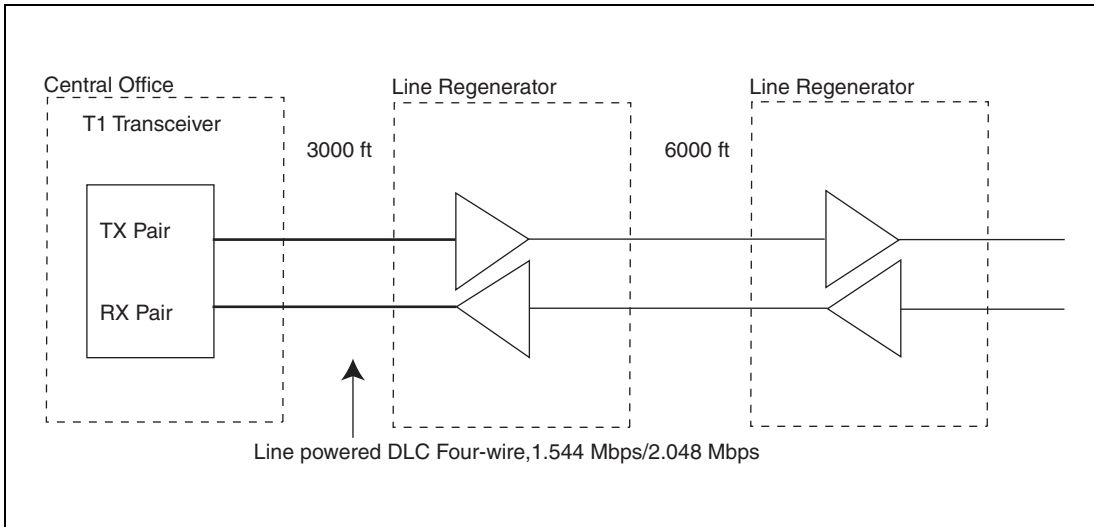 Central Office
Line Regenerator
Line Regenerator
T1 Transceiver
3000 ft
6000 ft
TX Pair
RX Pair
Line powered DLC Four-wire,1.544 Mbps/2.048 Mbps